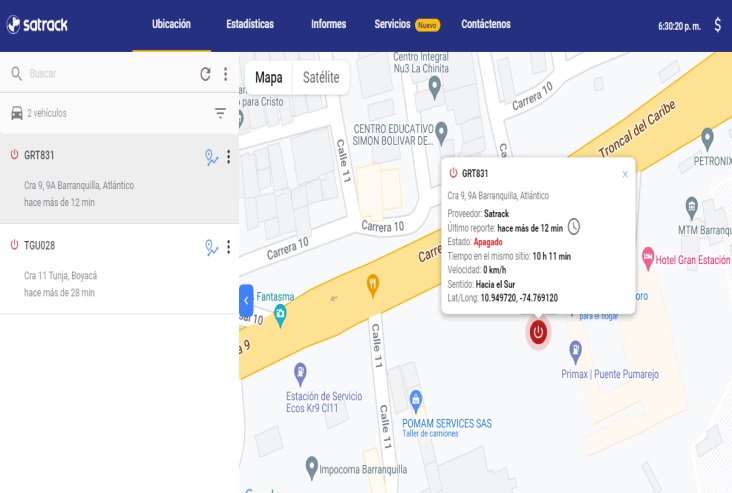 satrack
Ubicación
Estadísticas
Informes
Servicios
Nuevo
Contáctenos
6:30:20 p. m.
$
Buscar
2 vehículos
GRT831
Cra 9, 9A Barranquilla, Atlántico
hace más de 12 min
TGU028
Cra 11 Tunja, Boyacá
hace más de 28 min
Mapa
Satélite
Centro Integral
Nu3 La Chinita
para Cristo
Carrera 10
Troncal del Caribe
CENTRO EDUCATIVO
SIMON BOLIVAR DE...
Calle 11
PETRONIX
GRT831
x
Cra 9, 9A Barranquilla, Atlántico
Proveedor: Satrack
Último reporte: hace más de 12 min
Estado: Apagado
Tiempo en el mismo sitio: 10 h 11 min
Velocidad: 0 km/h
Sentido: Hacia el Sur
Lat/Long: 10.949720, -74.769120
Carrera 10
Carrera 10
MTM Barranqu
Hotel Gran Estación
Fantasma
para el hogar
Calle 11
Primax | Puente Pumarejo
Estación de Servicio
Ecos Kr9 Cl11
POMAM SERVICES SAS
Taller de camiones
Calle 11
Impocoma Barranquilla